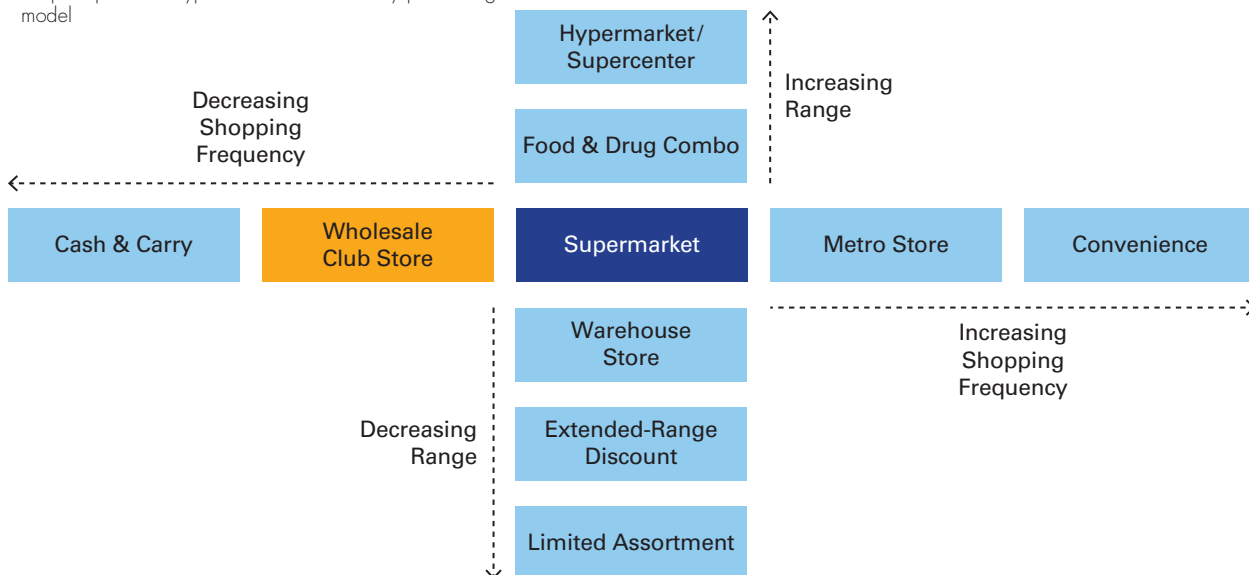 model
Hypermarket/
Supercenter
Increasing
Range
Decreasing
Shopping
Frequency
Food & Drug Combo
Cash & Carry
Wholesale
Club Store
Supermarket
Metro Store
Convenience
Warehouse
Store
Increasing
Shopping
Frequency
Decreasing
Range
Extended-Range
Discount
Limited Assortment